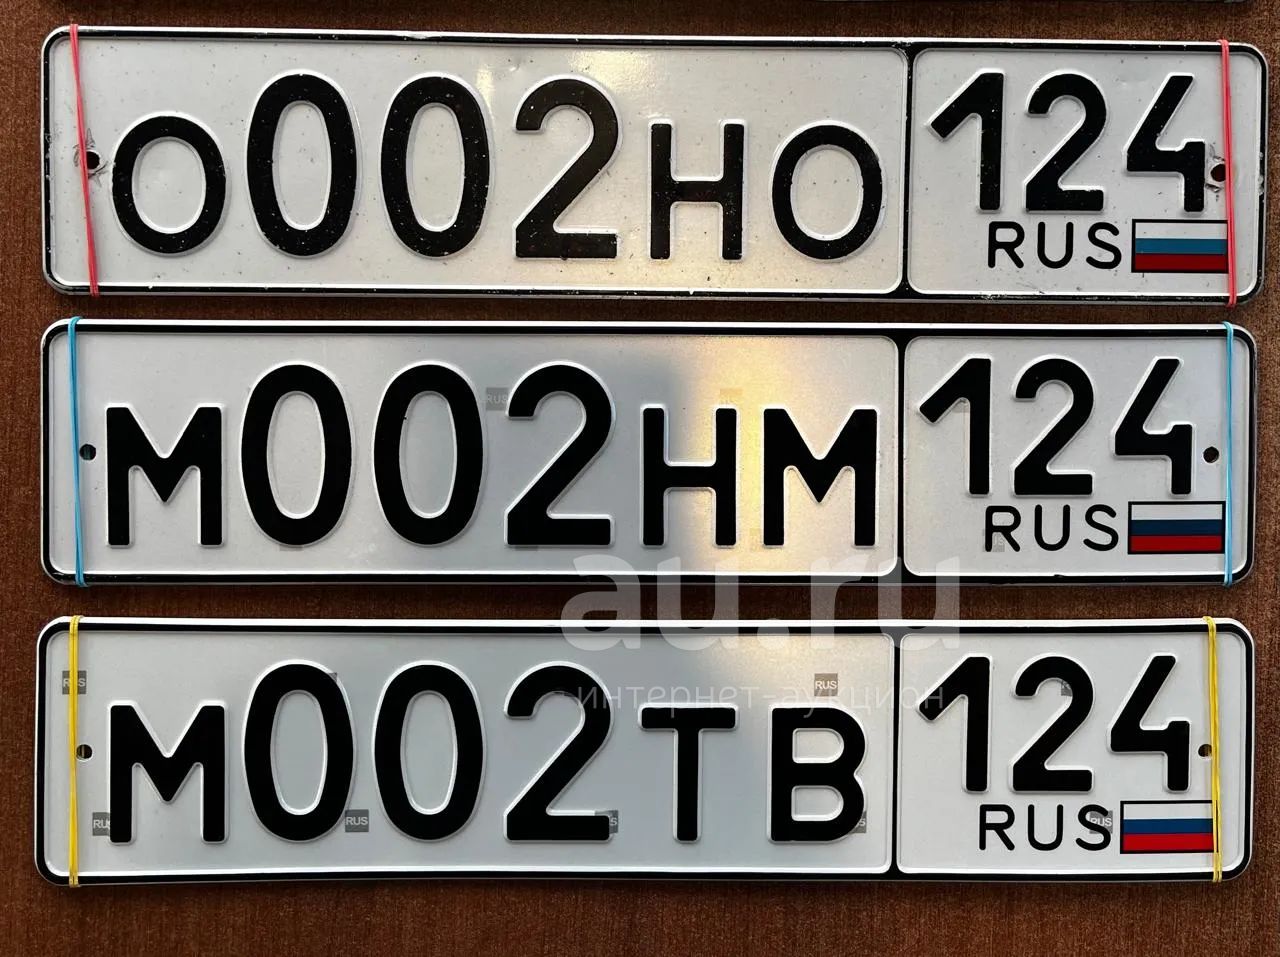 О002НО 124
RUS
М002НМ 124
RUS
au.ru
интернет-аукцион
М002ТВ 124
RUS